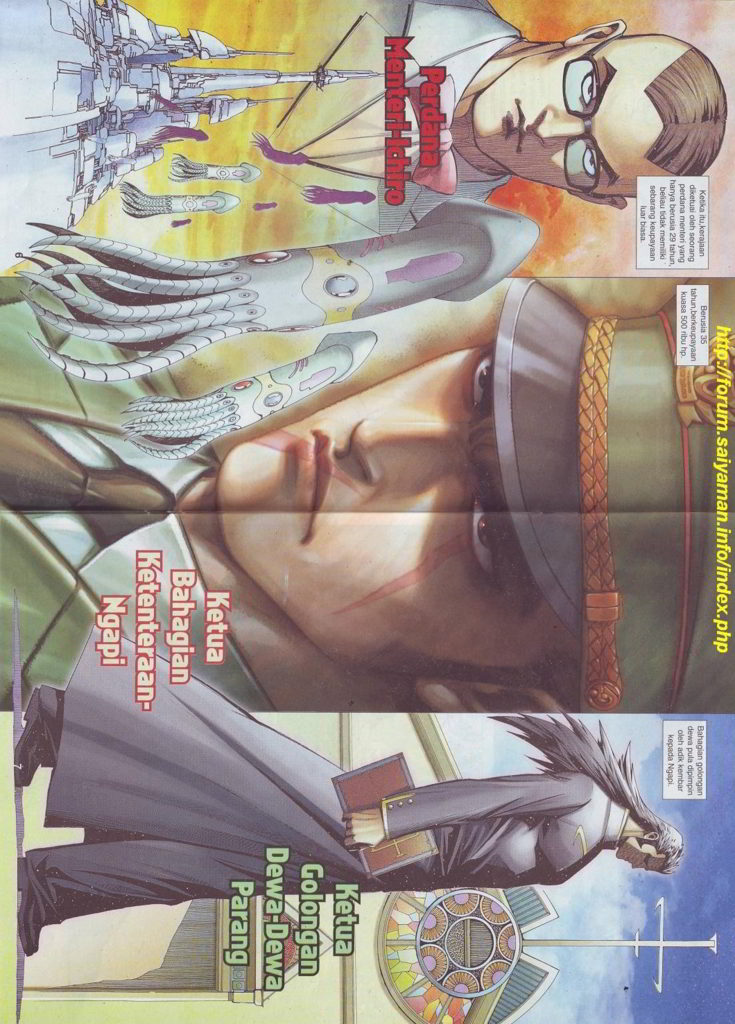 Ketika itu,kerajaan
diketuai oleh seorang
perdana menteri yang
hanya berusia 29 tahun,
beliau tidak memiliki
sebarang keupayaan
luar biasa.
Perdana
Menteri-Ichiro
Berusia 35
tahun,berkeupayaan
kuasa 500 ribu hp.
Ketua
Bahagian
Ketenteraan-
Ngapi
Bahagian golongan
dewa pula dipimpin
oleh adik kembar
kepada Ngapi.
Ketua
Golongan
Dewa-Dewa
Parang
http://forum.saiyaman.info/index.php